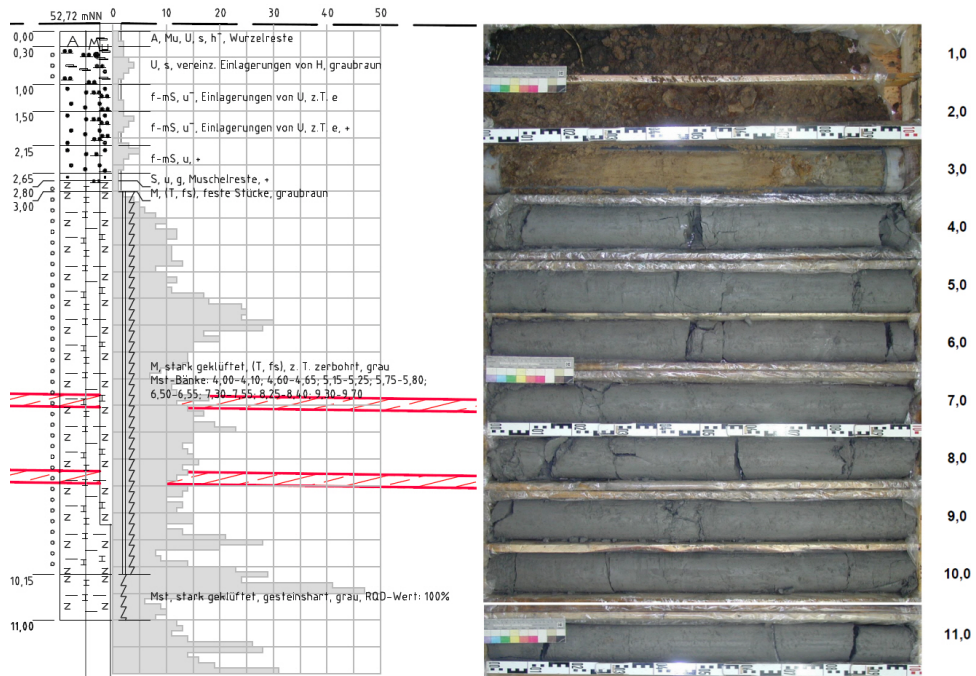 52,72 mNN
0 10 20 30 40 50
0,00
A, Mu, U, s, h⁻, Wurzelreste
0,30
U, s, vereinz. Einlagerungen von H, graubraun
1,00
f-mS, u⁻, Einlagerungen von U, z.T. e
1,50
f-mS, u⁻, Einlagerungen von U, z.T. e, +
2,15
f-mS, u, +
2,65
S, u, g, Muschelreste, +
2,80
M, (T, fs), feste Stücke, graubraun
3,00
M, stark geklüftet, (T, fs), z. T. zerbohrt, grau
Mst-Bänke: 4,00-4,10; 4,60-4,65; 5,15-5,25; 5,75-5,80;
6,50-6,55; 7,30-7,55; 8,25-8,40; 9,30-9,70
10,15
Mst, stark geklüftet, gesteinshart, grau, RQD-Wert: 100%
11,00
1,0
2,0
3,0
4,0
5,0
6,0
7,0
8,0
9,0
10,0
11,0